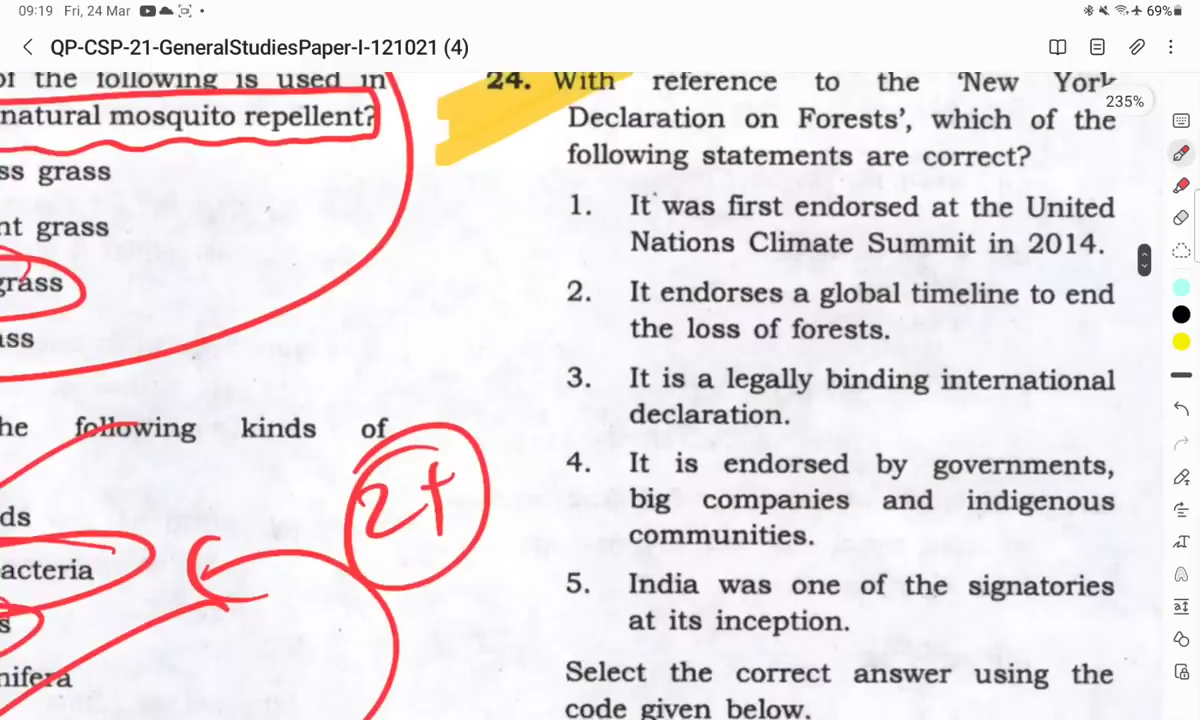 09:19 Fri, 24 Mar
69%
QP-CSP-21-GeneralStudiesPaper-I-121021 (4)
235%
of the following is used in
natural mosquito repellent?
ss grass
nt grass
grass
ass
he following kinds of
ds
acteria
s
nifera
2+
24. With reference to the 'New York
Declaration on Forests', which of the
following statements are correct?
1. It was first endorsed at the United
Nations Climate Summit in 2014.
2. It endorses a global timeline to end
the loss of forests.
3. It is a legally binding international
declaration.
4. It is endorsed by governments,
big companies and indigenous
communities.
5. India was one of the signatories
at its inception.
Select the correct answer using the
code given below.